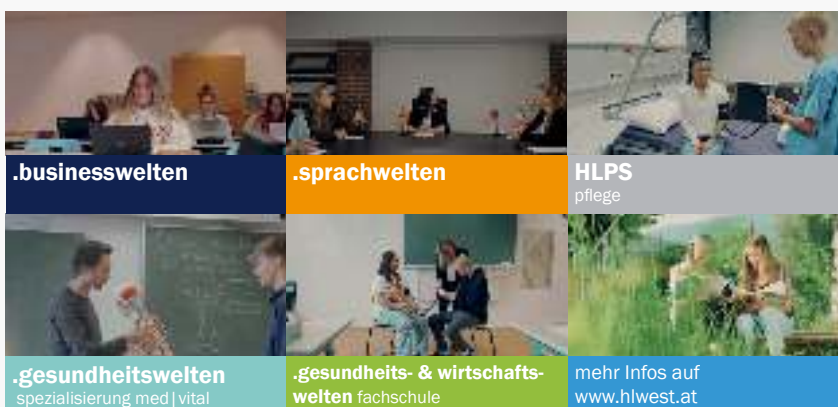 .businesswelten
.sprachwelten
HLPS
pflege
.gesundheitswelten
spezialisierung med|vital
.gesundheits- & wirtschafts-
welten fachschule
mehr Infos auf
www.hlwest.at